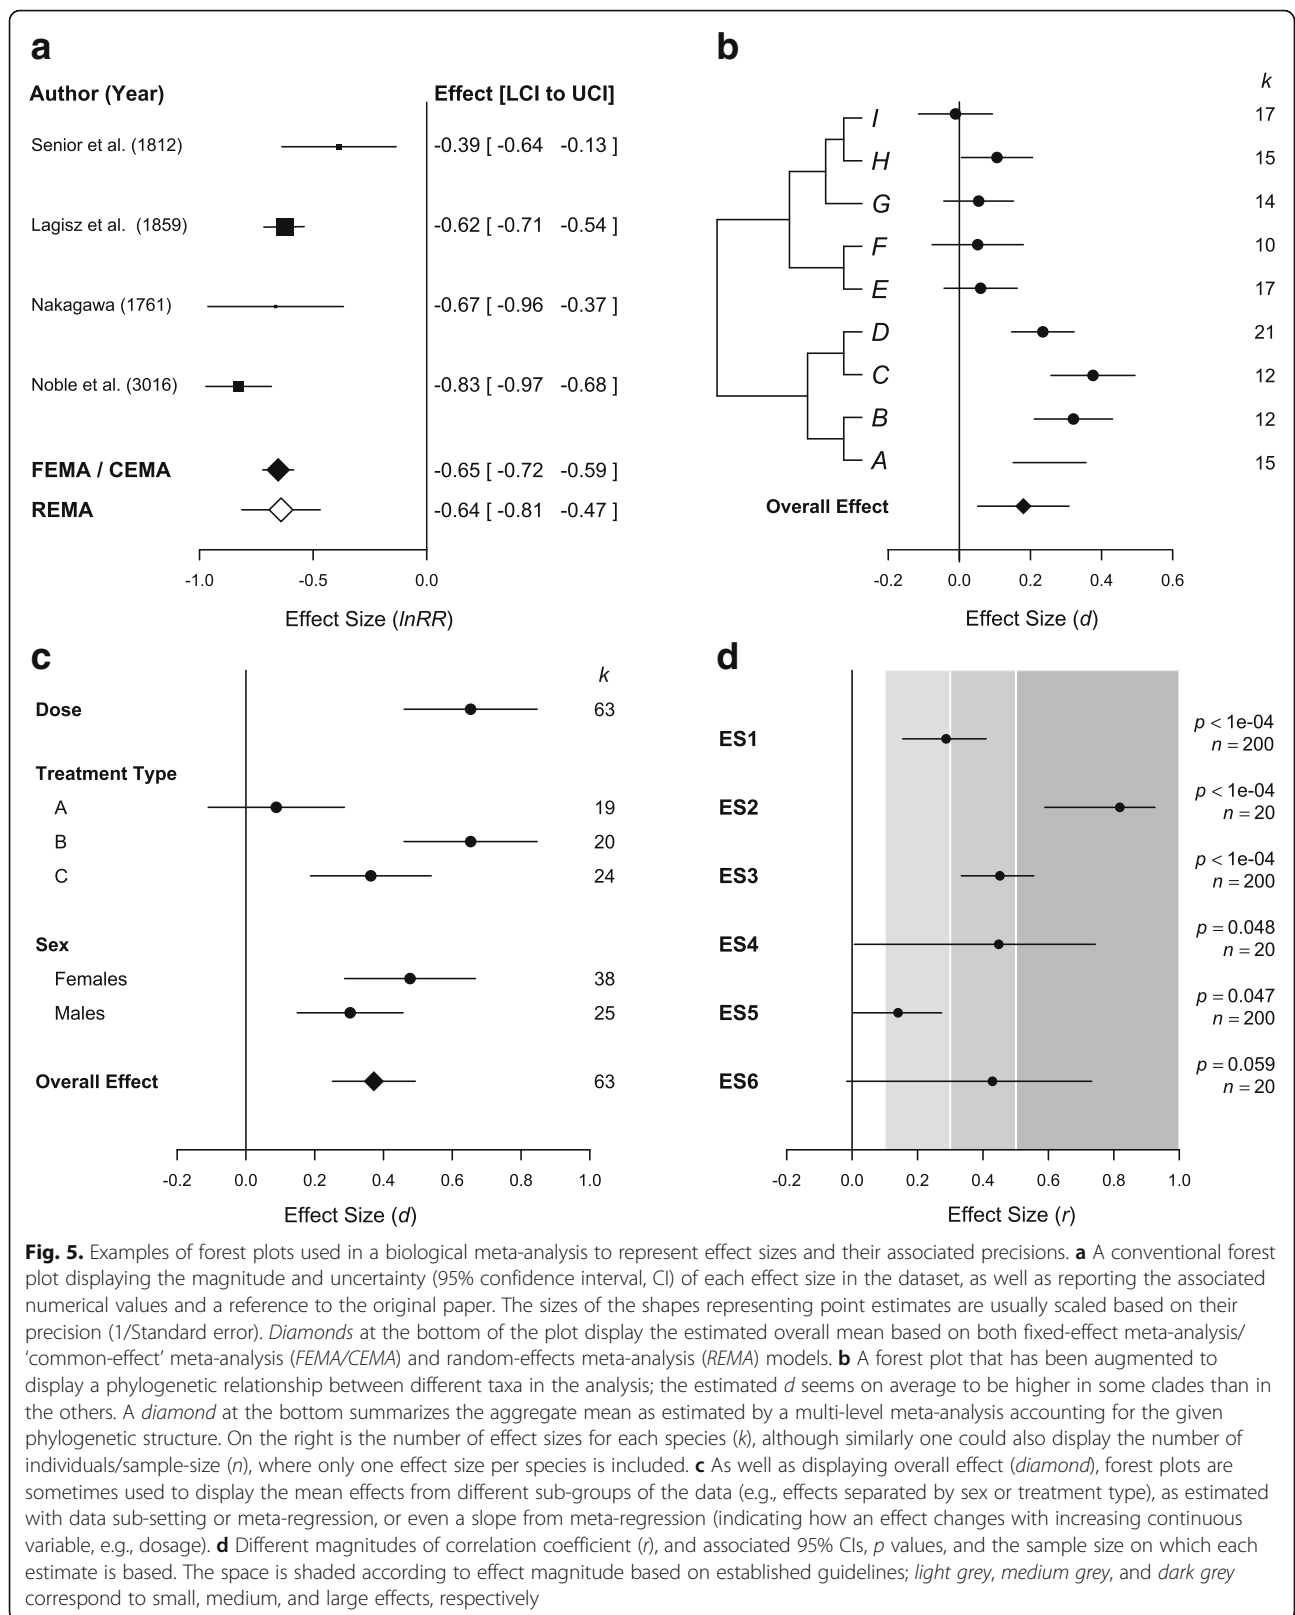 a
Author (Year)
Effect [LCI to UCI]
Senior et al. (1812)
-0.39 [ -0.64 -0.13 ]
Lagisz et al. (1859)
-0.62 [ -0.71 -0.54 ]
Nakagawa (1761)
-0.67 [ -0.96 -0.37 ]
Noble et al. (3016)
-0.83 [ -0.97 -0.68 ]
FEMA / CEMA
-0.65 [ -0.72 -0.59 ]
REMA
-0.64 [ -0.81 -0.47 ]
-1.0 -0.5 0.0
Effect Size (lnRR)
b
k
I 17
H 15
G 14
F 10
E 17
D 21
C 12
B 12
A 15
Overall Effect
-0.2 0.0 0.2 0.4 0.6
Effect Size (d)
c
k
Dose 63
Treatment Type
A 19
B 20
C 24
Sex
Females 38
Males 25
Overall Effect 63
-0.2 0.0 0.2 0.4 0.6 0.8 1.0
Effect Size (d)
d
ES1
p < 1e-04
n = 200
ES2
p < 1e-04
n = 20
ES3
p < 1e-04
n = 200
ES4
p = 0.048
n = 20
ES5
p = 0.047
n = 200
ES6
p = 0.059
n = 20
-0.2 0.0 0.2 0.4 0.6 0.8 1.0
Effect Size (r)
Fig. 5. Examples of forest plots used in a biological meta-analysis to represent effect sizes and their associated precisions. a A conventional forest
plot displaying the magnitude and uncertainty (95% confidence interval, CI) of each effect size in the dataset, as well as reporting the associated
numerical values and a reference to the original paper. The sizes of the shapes representing point estimates are usually scaled based on their
precision (1/Standard error). Diamonds at the bottom of the plot display the estimated overall mean based on both fixed-effect meta-analysis/
‘common-effect’ meta-analysis (FEMA/CEMA) and random-effects meta-analysis (REMA) models. b A forest plot that has been augmented to
display a phylogenetic relationship between different taxa in the analysis; the estimated d seems on average to be higher in some clades than in
the others. A diamond at the bottom summarizes the aggregate mean as estimated by a multi-level meta-analysis accounting for the given
phylogenetic structure. On the right is the number of effect sizes for each species (k), although similarly one could also display the number of
individuals/sample-size (n), where only one effect size per species is included. c As well as displaying overall effect (diamond), forest plots are
sometimes used to display the mean effects from different sub-groups of the data (e.g., effects separated by sex or treatment type), as estimated
with data sub-setting or meta-regression, or even a slope from meta-regression (indicating how an effect changes with increasing continuous
variable, e.g., dosage). d Different magnitudes of correlation coefficient (r), and associated 95% CIs, p values, and the sample size on which each
estimate is based. The space is shaded according to effect magnitude based on established guidelines; light grey, medium grey, and dark grey
correspond to small, medium, and large effects, respectively